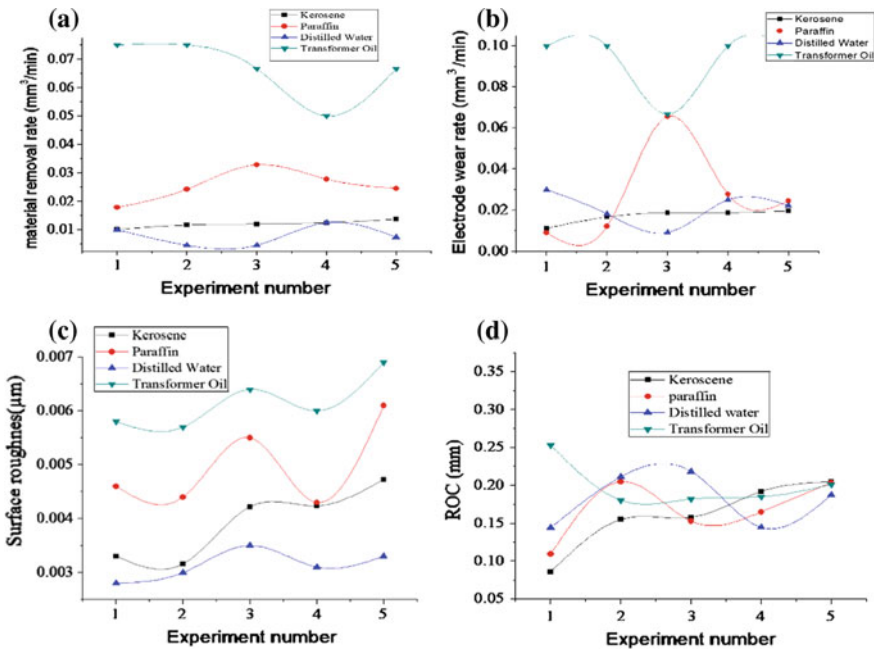 (a)
Kerosene
Paraffin
Distilled Water
Transformer Oil
material removal rate (mm³/min)
0.07
0.06
0.05
0.04
0.03
0.02
0.01
1 2 3 4 5
Experiment number
(b)
Kerosene
Paraffin
Distilled Water
Transformer Oil
Electrode wear rate (mm³/min)
0.10
0.08
0.06
0.04
0.02
0.00
1 2 3 4 5
Experiment number
(c)
Kerosene
Paraffin
Distilled Water
Transformer Oil
Surface roughnes(µm)
0.007
0.006
0.005
0.004
0.003
1 2 3 4 5
Experiment number
(d)
Keroscene
paraffin
Distilled water
Transformer Oil
ROC (mm)
0.35
0.30
0.25
0.20
0.15
0.10
0.05
1 2 3 4 5
Experiment number